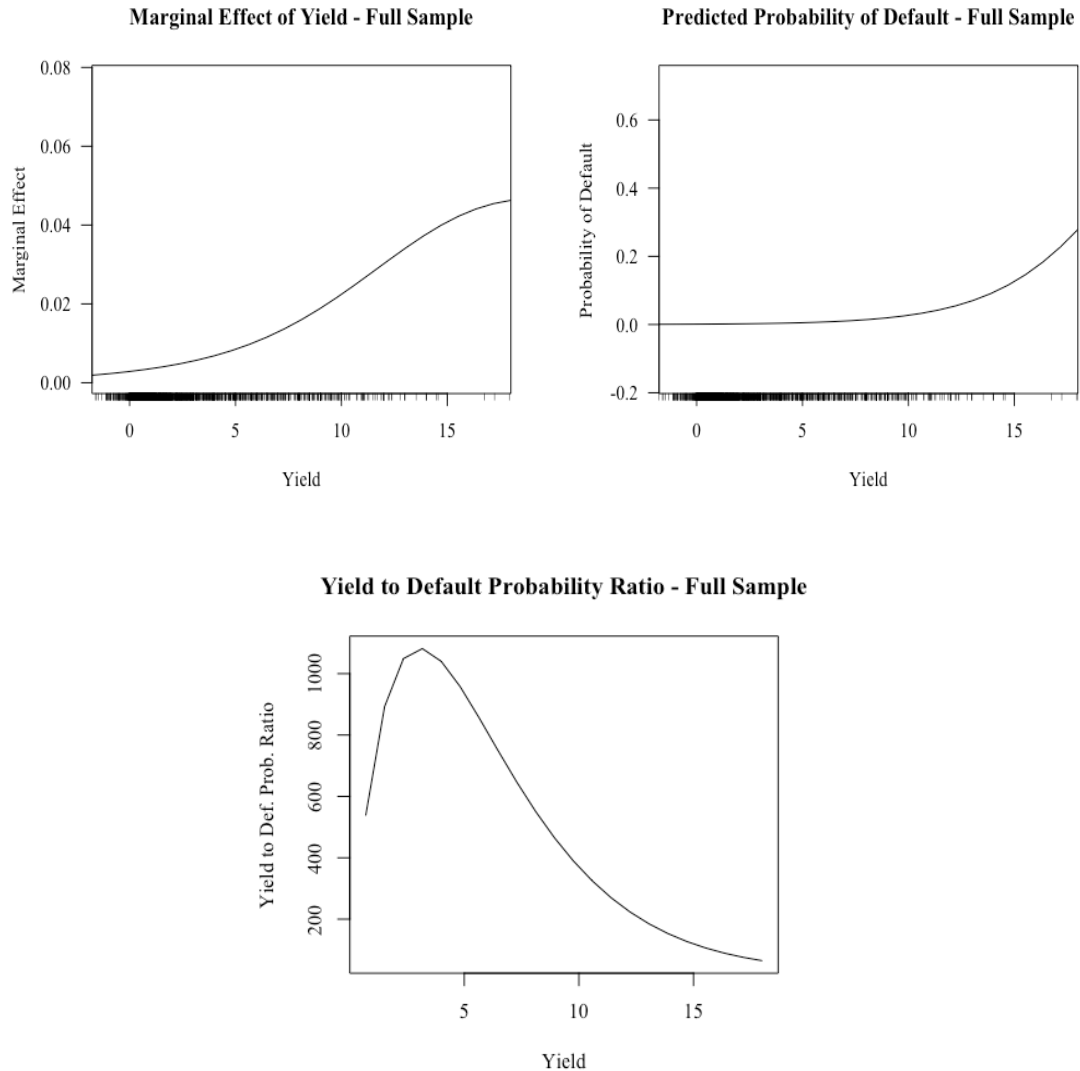 Marginal Effect of Yield - Full Sample
Marginal Effect
0.08
0.06
0.04
0.02
0.00
0 5 10 15
Yield
Predicted Probability of Default - Full Sample
Probability of Default
0.6
0.4
0.2
0.0
-0.2
0 5 10 15
Yield
Yield to Default Probability Ratio - Full Sample
Yield to Def. Prob. Ratio
1000
800
600
400
200
5 10 15
Yield